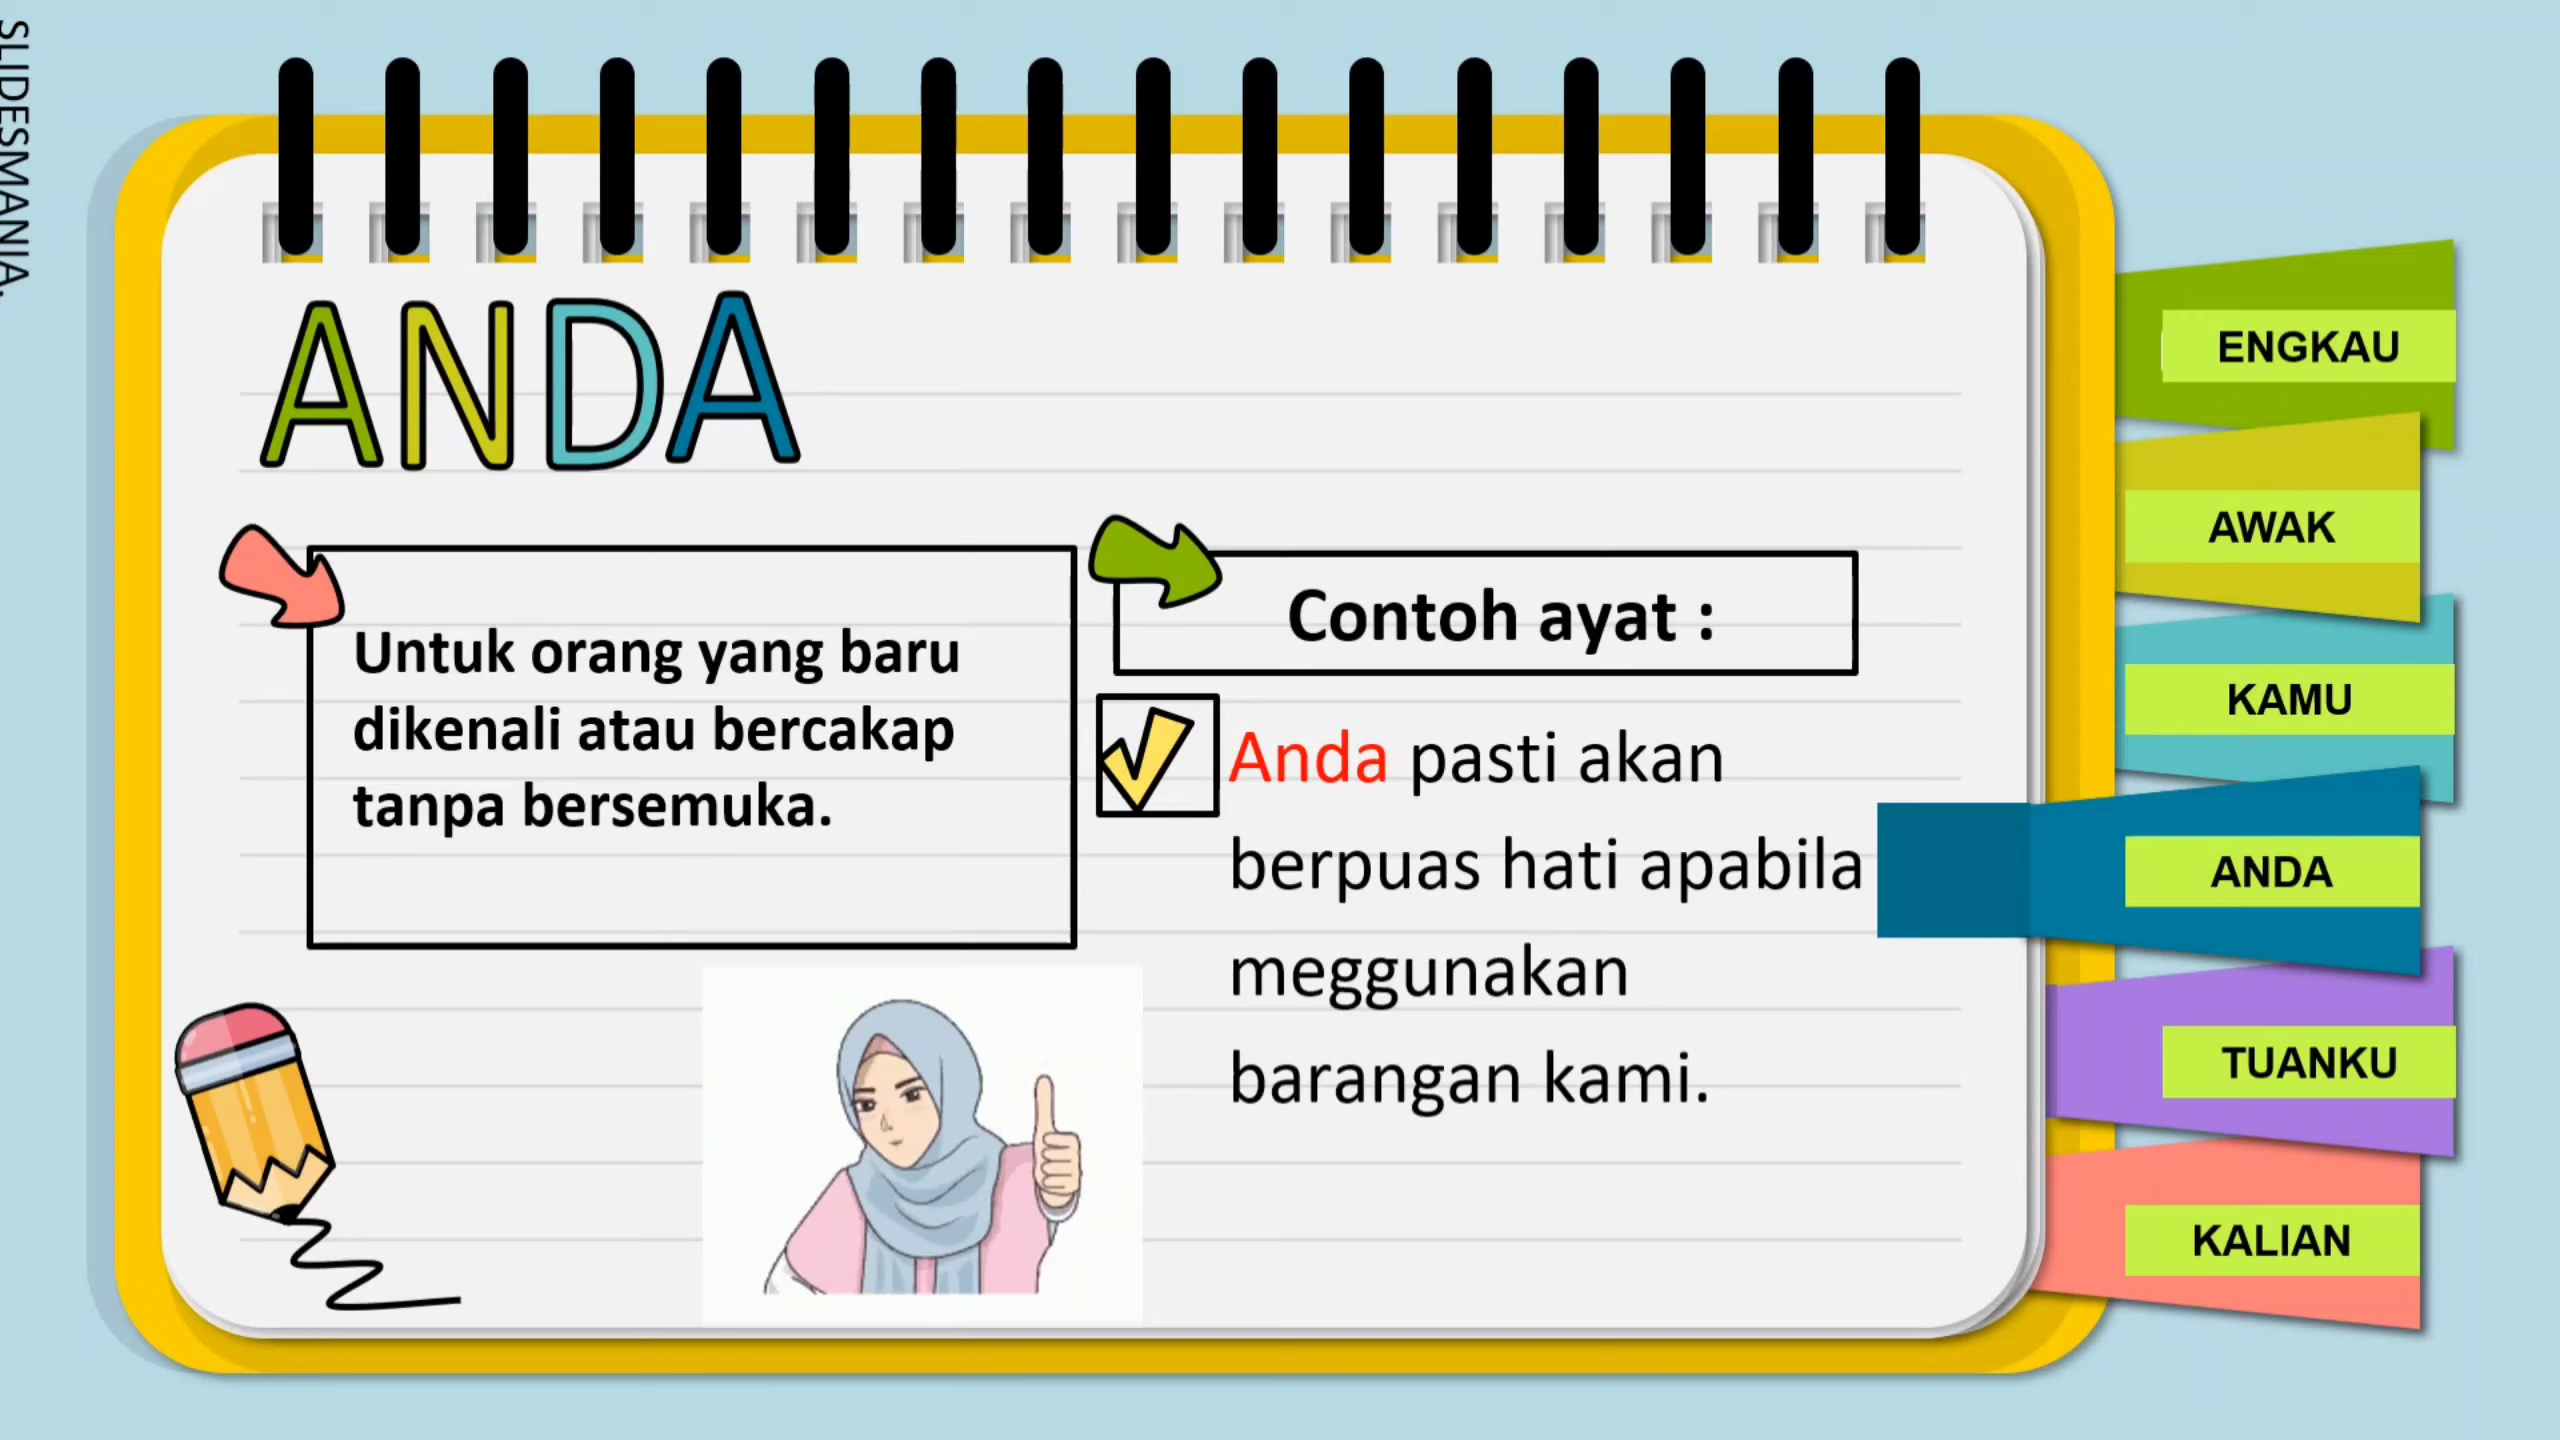 SLIDESMANIA.
ANDA
Untuk orang yang baru
dikenali atau bercakap
tanpa bersemuka.
Contoh ayat :
Anda pasti akan
berpuas hati apabila
meggunakan
barangan kami.
ENGKAU
AWAK
KAMU
ANDA
TUANKU
KALIAN